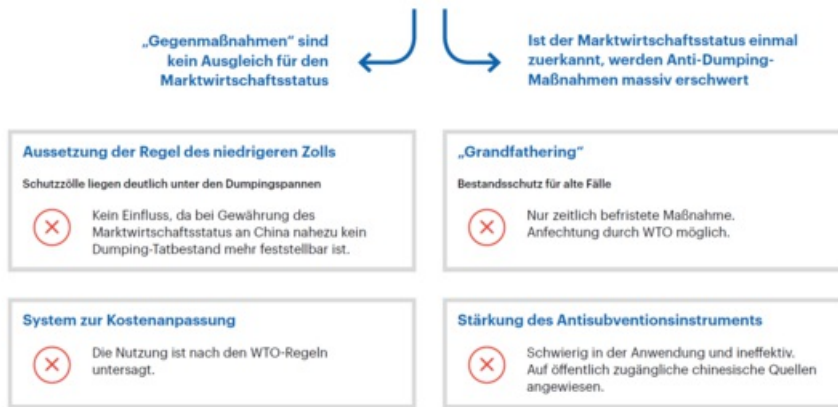 „Gegenmaßnahmen“ sind
kein Ausgleich für den
Marktwirtschaftsstatus
Ist der Marktwirtschaftsstatus einmal
zuerkannt, werden Anti-Dumping-
Maßnahmen massiv erschwert
Aussetzung der Regel des niedrigeren Zolls
Schutzzölle liegen deutlich unter den Dumpingspannen
Kein Einfluss, da bei Gewährung des
Marktwirtschaftsstatus an China nahezu kein
Dumping-Tatbestand mehr feststellbar ist.
„Grandfathering“
Bestandsschutz für alte Fälle
Nur zeitlich befristete Maßnahme.
Anfechtung durch WTO möglich.
System zur Kostenanpassung
Die Nutzung ist nach den WTO-Regeln
untersagt.
Stärkung des Antisubventionsinstruments
Schwierig in der Anwendung und ineffektiv.
Auf öffentlich zugängliche chinesische Quellen
angewiesen.